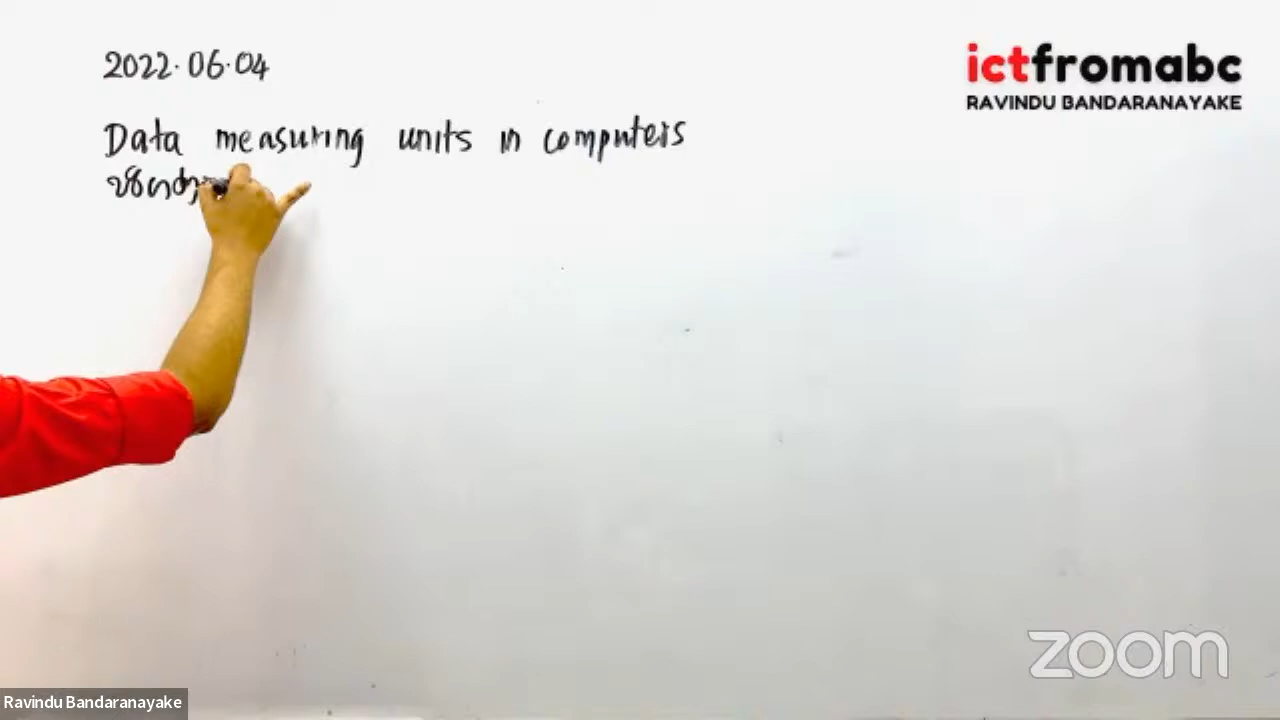 2022.06.04
ictfromabc
RAVINDU BANDARANAYAKE
Data measuring units in computers
zoom
Ravindu Bandaranayake